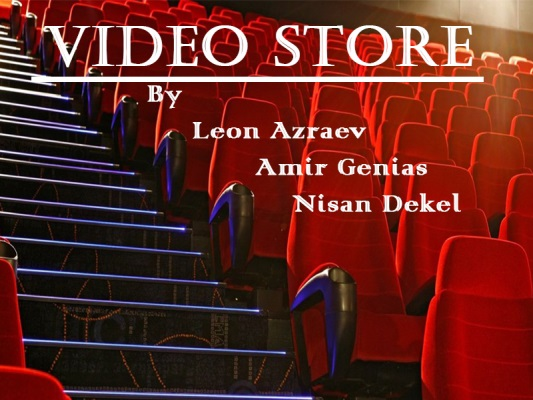 VIDEO STORE
By
Leon Azraev
Amir Genias
Nisan Dekel